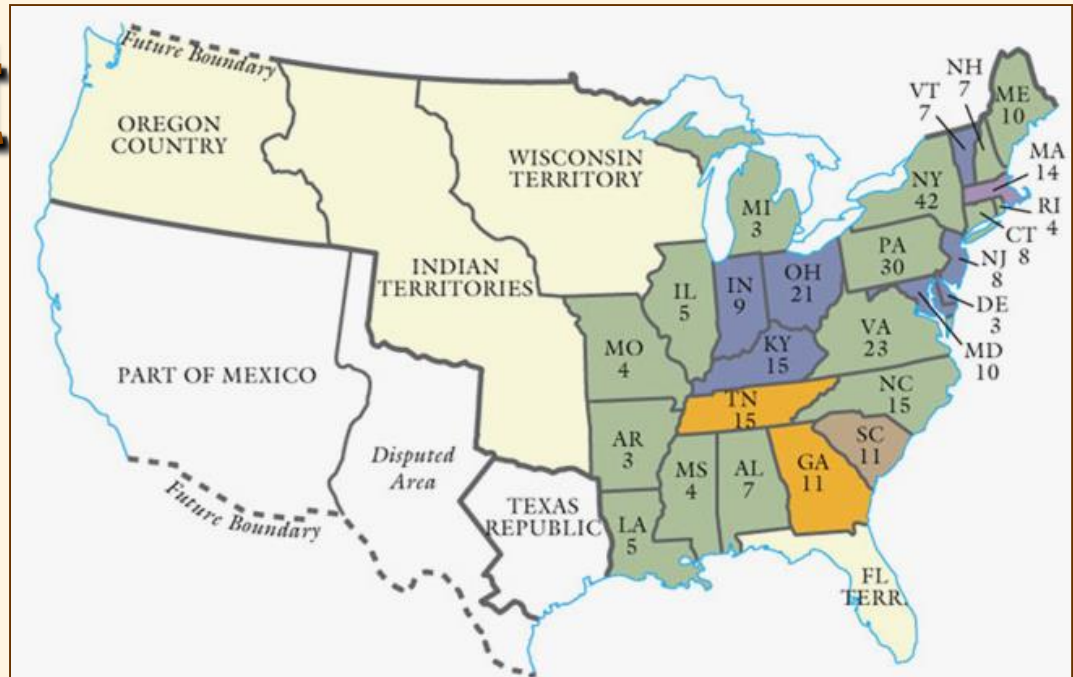 Future Boundary
OREGON
COUNTRY
WISCONSIN
TERRITORY
INDIAN
TERRITORIES
PART OF MEXICO
Disputed
Area
Future Boundary
TEXAS
REPUBLIC
NH
7
VT
7
ME
10
MA
14
NY
42
RI
4
CT
8
MI
3
PA
30
NJ
8
OH
21
IN
9
IL
5
DE
3
MD
10
VA
23
KY
15
MO
4
NC
15
TN
15
SC
11
AR
3
MS
4
AL
7
GA
11
LA
5
FL
TERR.